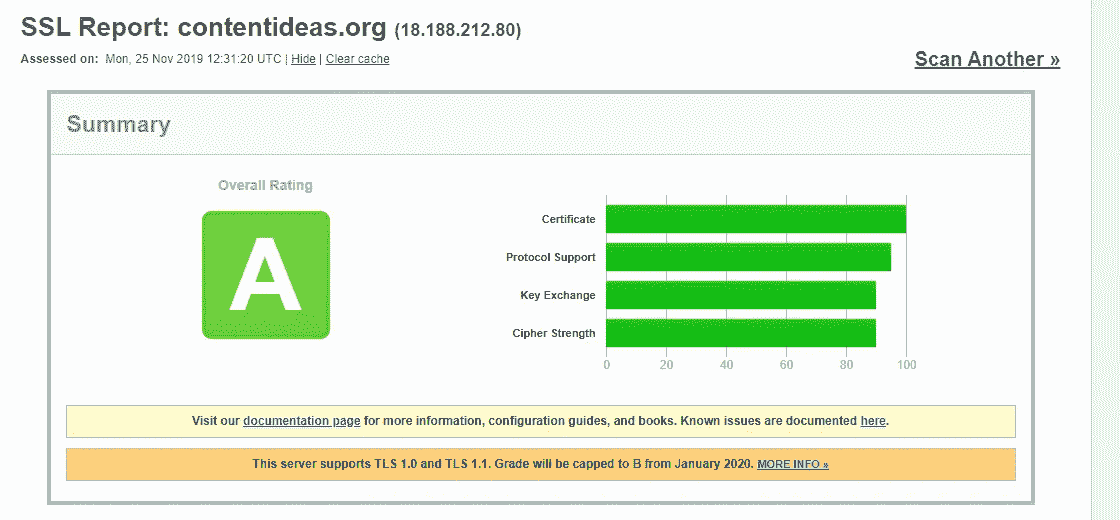 SSL Report: contentideas.org (18.188.212.80)
Assessed on: Mon, 25 Nov 2019 12:31:20 UTC | Hide | Clear cache
Scan Another »
Summary
Overall Rating
A
Certificate
Protocol Support
Key Exchange
Cipher Strength
0 20 40 60 80 100
Visit our documentation page for more information, configuration guides, and books. Known issues are documented here.
This server supports TLS 1.0 and TLS 1.1. Grade will be capped to B from January 2020. MORE INFO »